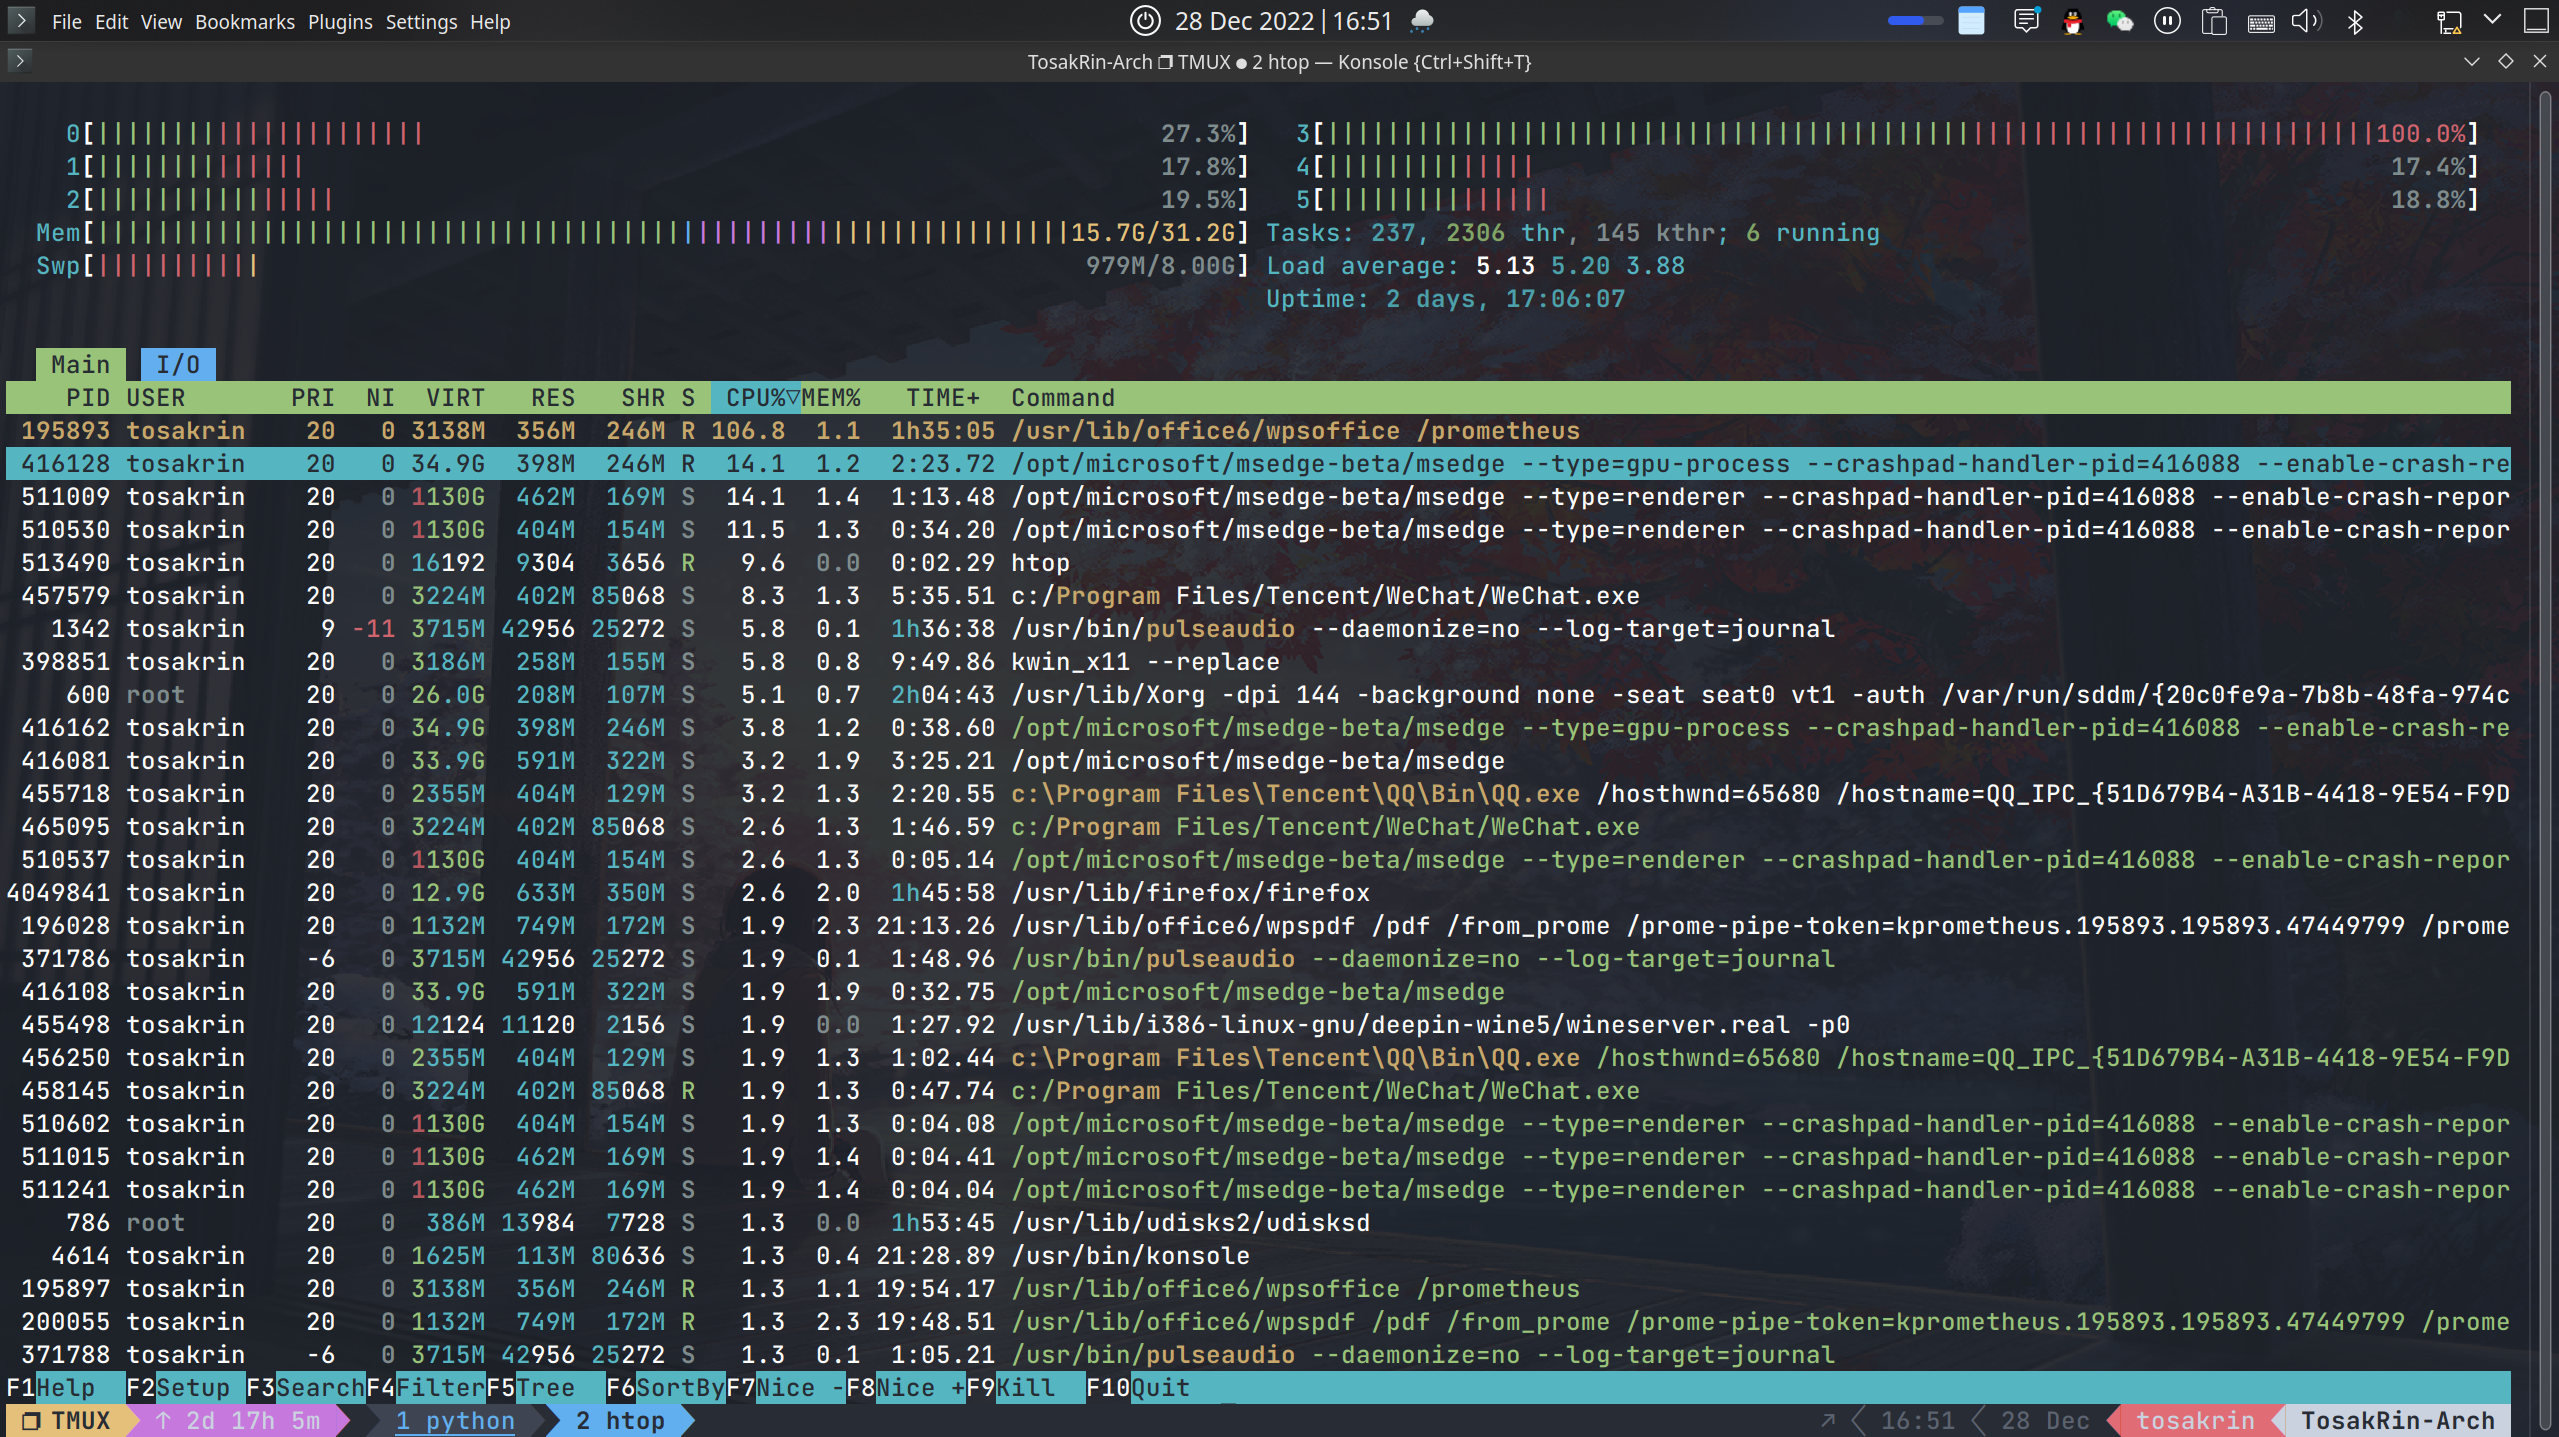 File Edit View Bookmarks Plugins Settings Help 28 Dec 2022 | 16:51
TosakRin-Arch ❐ TMUX ● 2 htop — Konsole {Ctrl+Shift+T}
0[||||||||||||||||||||||27.3%] 3[|||||||||||||||||||||||||||||||||||||||||||||||||||||||||||||||||||||||100.0%]
1[||||||||||||||17.8%] 4[||||||||||||||17.4%]
2[||||||||||||||||19.5%] 5[|||||||||||||||18.8%]
Mem[|||||||||||||||||||||||||||||||||||||||||||||||||||||||||||||||||15.7G/31.2G] Tasks: 237, 2306 thr, 145 kthr; 6 running
Swp[|||||||||||979M/8.00G] Load average: 5.13 5.20 3.88
Uptime: 2 days, 17:06:07
Main I/O
PID USER PRI NI VIRT RES SHR S CPU%▽MEM% TIME+ Command
195893 tosakrin 20 0 3138M 356M 246M R 106.8 1.1 1h35:05 /usr/lib/office6/wpsoffice /prometheus
416128 tosakrin 20 0 34.9G 398M 246M R 14.1 1.2 2:23.72 /opt/microsoft/msedge-beta/msedge --type=gpu-process --crashpad-handler-pid=416088 --enable-crash-re
511009 tosakrin 20 0 1130G 462M 169M S 14.1 1.4 1:13.48 /opt/microsoft/msedge-beta/msedge --type=renderer --crashpad-handler-pid=416088 --enable-crash-repor
510530 tosakrin 20 0 1130G 404M 154M S 11.5 1.3 0:34.20 /opt/microsoft/msedge-beta/msedge --type=renderer --crashpad-handler-pid=416088 --enable-crash-repor
513490 tosakrin 20 0 16192 9304 3656 R 9.6 0.0 0:02.29 htop
457579 tosakrin 20 0 3224M 402M 85068 S 8.3 1.3 5:35.51 c:/Program Files/Tencent/WeChat/WeChat.exe
1342 tosakrin 9 -11 3715M 42956 25272 S 5.8 0.1 1h36:38 /usr/bin/pulseaudio --daemonize=no --log-target=journal
398851 tosakrin 20 0 3186M 258M 155M S 5.8 0.8 9:49.86 kwin_x11 --replace
600 root 20 0 26.0G 208M 107M S 5.1 0.7 2h04:43 /usr/lib/Xorg -dpi 144 -background none -seat seat0 vt1 -auth /var/run/sddm/{20c0fe9a-7b8b-48fa-974c
416162 tosakrin 20 0 34.9G 398M 246M S 3.8 1.2 0:38.60 /opt/microsoft/msedge-beta/msedge --type=gpu-process --crashpad-handler-pid=416088 --enable-crash-re
416081 tosakrin 20 0 33.9G 591M 322M S 3.2 1.9 3:25.21 /opt/microsoft/msedge-beta/msedge
455718 tosakrin 20 0 2355M 404M 129M S 3.2 1.3 2:20.55 c:\Program Files\Tencent\QQ\Bin\QQ.exe /hosthwnd=65680 /hostname=QQ_IPC_{51D679B4-A31B-4418-9E54-F9D
465095 tosakrin 20 0 3224M 402M 85068 S 2.6 1.3 1:46.59 c:/Program Files/Tencent/WeChat/WeChat.exe
510537 tosakrin 20 0 1130G 404M 154M S 2.6 1.3 0:05.14 /opt/microsoft/msedge-beta/msedge --type=renderer --crashpad-handler-pid=416088 --enable-crash-repor
4049841 tosakrin 20 0 12.9G 633M 350M S 2.6 2.0 1h45:58 /usr/lib/firefox/firefox
196028 tosakrin 20 0 1132M 749M 172M S 1.9 2.3 21:13.26 /usr/lib/office6/wpspdf /pdf /from_prome /prome-pipe-token=kprometheus.195893.195893.47449799 /prome
371786 tosakrin -6 0 3715M 42956 25272 S 1.9 0.1 1:48.96 /usr/bin/pulseaudio --daemonize=no --log-target=journal
416108 tosakrin 20 0 33.9G 591M 322M S 1.9 1.9 0:32.75 /opt/microsoft/msedge-beta/msedge
455498 tosakrin 20 0 12124 11120 2156 S 1.9 0.0 1:27.92 /usr/lib/i386-linux-gnu/deepin-wine5/wineserver.real -p0
456250 tosakrin 20 0 2355M 404M 129M S 1.9 1.3 1:02.44 c:\Program Files\Tencent\QQ\Bin\QQ.exe /hosthwnd=65680 /hostname=QQ_IPC_{51D679B4-A31B-4418-9E54-F9D
458145 tosakrin 20 0 3224M 402M 85068 R 1.9 1.3 0:47.74 c:/Program Files/Tencent/WeChat/WeChat.exe
510602 tosakrin 20 0 1130G 404M 154M S 1.9 1.3 0:04.08 /opt/microsoft/msedge-beta/msedge --type=renderer --crashpad-handler-pid=416088 --enable-crash-repor
511015 tosakrin 20 0 1130G 462M 169M S 1.9 1.4 0:04.41 /opt/microsoft/msedge-beta/msedge --type=renderer --crashpad-handler-pid=416088 --enable-crash-repor
511241 tosakrin 20 0 1130G 462M 169M S 1.9 1.4 0:04.04 /opt/microsoft/msedge-beta/msedge --type=renderer --crashpad-handler-pid=416088 --enable-crash-repor
786 root 20 0 386M 13984 7728 S 1.3 0.0 1h53:45 /usr/lib/udisks2/udisksd
4614 tosakrin 20 0 1625M 113M 80636 S 1.3 0.4 21:28.89 /usr/bin/konsole
195897 tosakrin 20 0 3138M 356M 246M R 1.3 1.1 19:54.17 /usr/lib/office6/wpsoffice /prometheus
200055 tosakrin 20 0 1132M 749M 172M R 1.3 2.3 19:48.51 /usr/lib/office6/wpspdf /pdf /from_prome /prome-pipe-token=kprometheus.195893.195893.47449799 /prome
371788 tosakrin -6 0 3715M 42956 25272 S 1.3 0.1 1:05.21 /usr/bin/pulseaudio --daemonize=no --log-target=journal
F1Help F2Setup F3SearchF4FilterF5Tree F6SortByF7Nice -F8Nice +F9Kill F10Quit
❐ TMUX ↑ 2d 17h 5m 1 python 2 htop ↗ 16:51 28 Dec tosakrin TosakRin-Arch